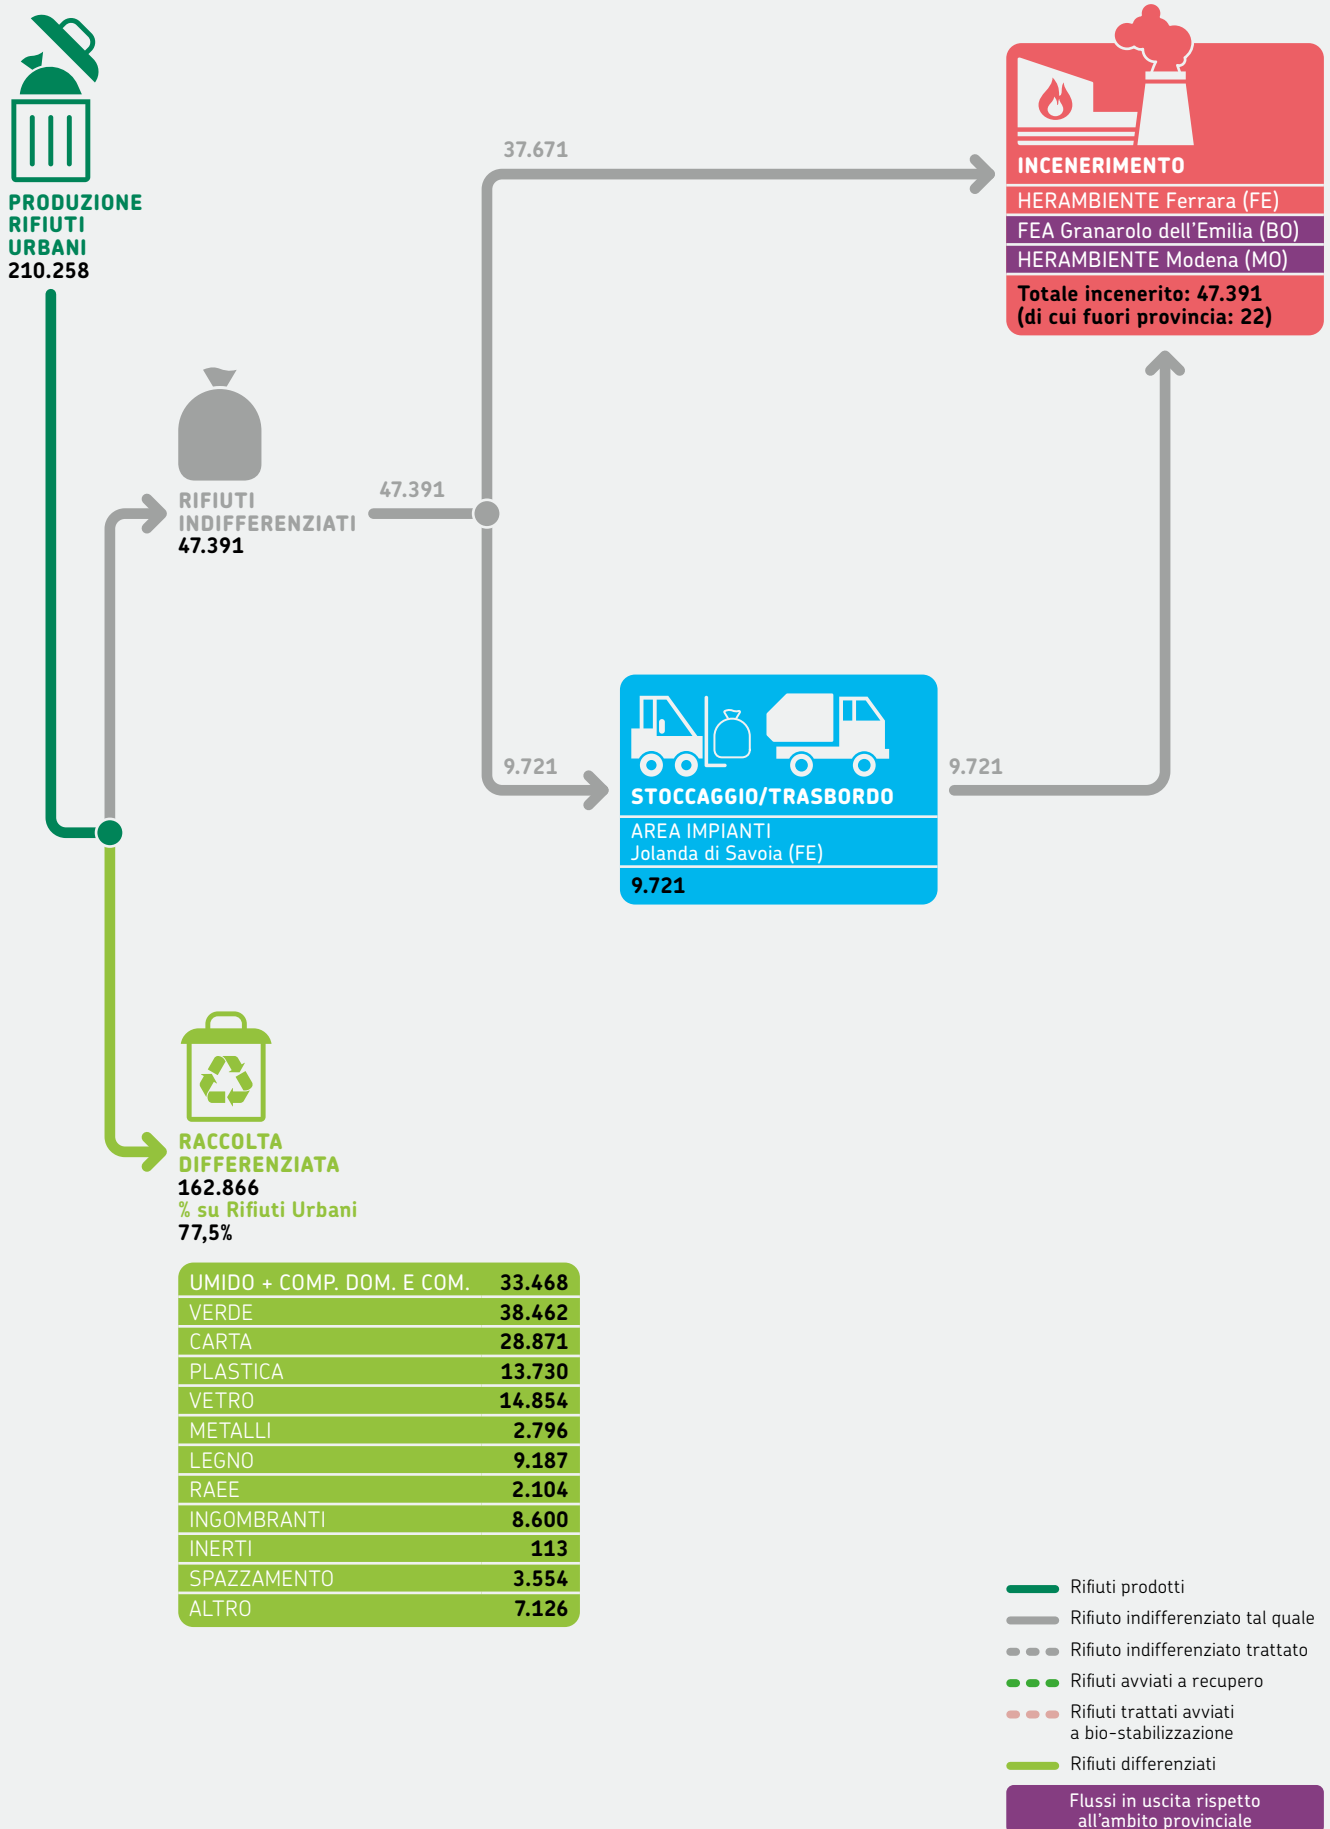 PRODUZIONE
RIFIUTI
URBANI
210.258
37.671
INCENERIMENTO
HERAMBIENTE Ferrara (FE)
FEA Granarolo dell'Emilia (BO)
HERAMBIENTE Modena (MO)
Totale incenerito: 47.391
(di cui fuori provincia: 22)
RIFIUTI
INDIFFERENZIATI
47.391
47.391
9.721
STOCCAGGIO/TRASBORDO
AREA IMPIANTI
Jolanda di Savoia (FE)
9.721
9.721
RACCOLTA
DIFFERENZIATA
162.866
% su Rifiuti Urbani
77,5%
UMIDO + COMP. DOM. E COM. 33.468
VERDE 38.462
CARTA 28.871
PLASTICA 13.730
VETRO 14.854
METALLI 2.796
LEGNO 9.187
RAEE 2.104
INGOMBRANTI 8.600
INERTI 113
SPAZZAMENTO 3.554
ALTRO 7.126
Rifiuti prodotti
Rifiuto indifferenziato tal quale
Rifiuto indifferenziato trattato
Rifiuti avviati a recupero
Rifiuti trattati avviati
a bio-stabilizzazione
Rifiuti differenziati
Flussi in uscita rispetto
all'ambito provinciale